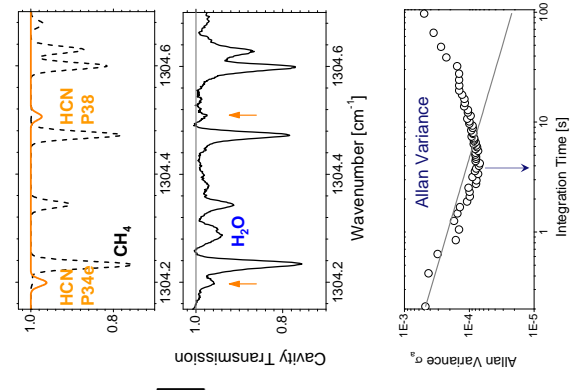 1.0
0.8
HCN
P34e
CH4
HCN
P38
1.0
0.8
H2O
1304.2
1304.4
1304.6
1304.2
1304.4
1304.6
Wavenumber [cm-1]
Cavity Transmission
1E-3
1E-4
1E-5
Allan Variance σa
Allan Variance
1
10
100
Integration Time [s]